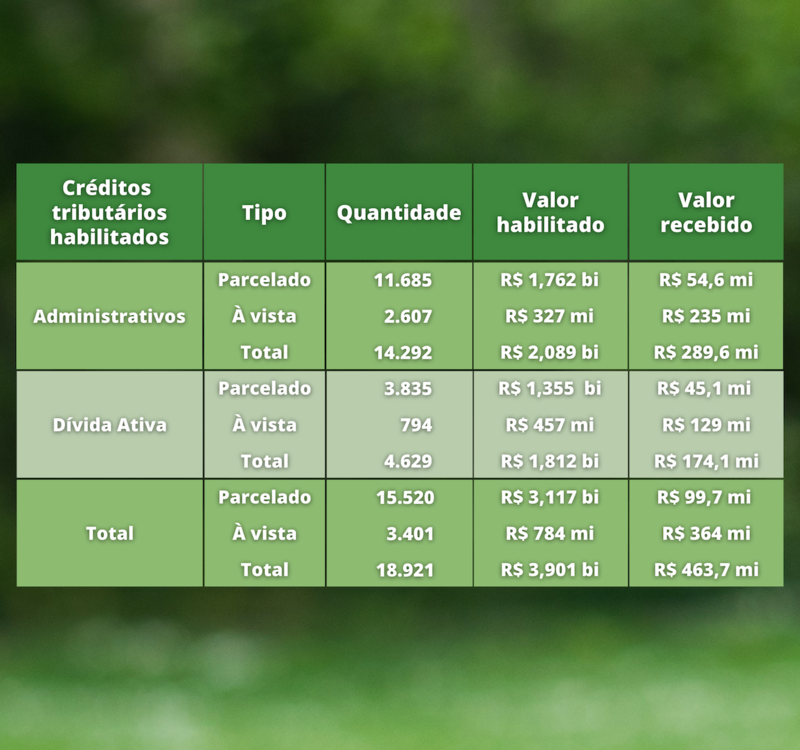 Créditos
tributários
habilitados
Tipo
Quantidade
Valor
habilitado
Valor
recebido
Administrativos
Parcelado 11.685 R$ 1,762 bi R$ 54,6 mi
À vista 2.607 R$ 327 mi R$ 235 mi
Total 14.292 R$ 2,089 bi R$ 289,6 mi
Dívida Ativa
Parcelado 3.835 R$ 1,355 bi R$ 45,1 mi
À vista 794 R$ 457 mi R$ 129 mi
Total 4.629 R$ 1,812 bi R$ 174,1 mi
Total
Parcelado 15.520 R$ 3,117 bi R$ 99,7 mi
À vista 3.401 R$ 784 mi R$ 364 mi
Total 18.921 R$ 3,901 bi R$ 463,7 mi